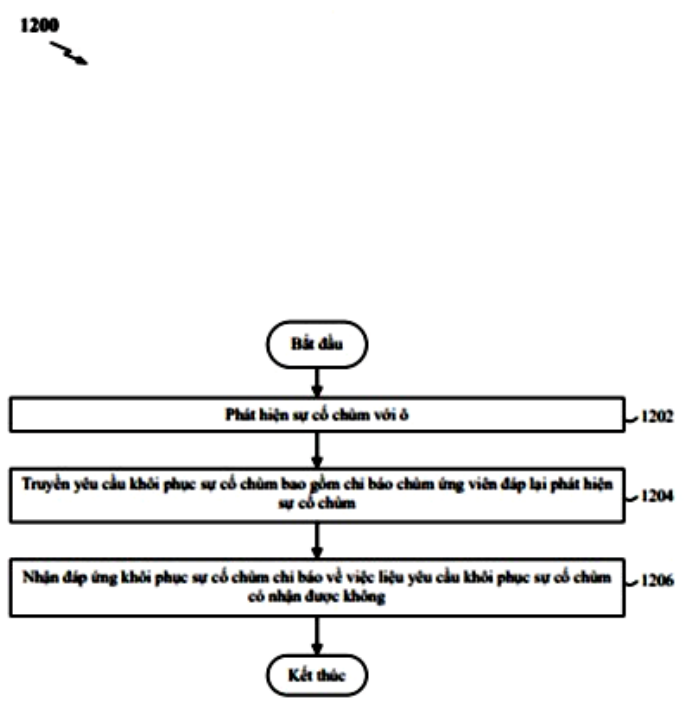 1200
Bắt đầu
Phát hiện sự cố chùm với ô
1202
Truyền yêu cầu khôi phục sự cố chùm bao gồm chỉ báo chùm ứng viên đáp lại phát hiện
sự cố chùm
1204
Nhận đáp ứng khôi phục sự cố chùm chỉ báo về việc liệu yêu cầu khôi phục sự cố chùm
có nhận được không
1206
Kết thúc